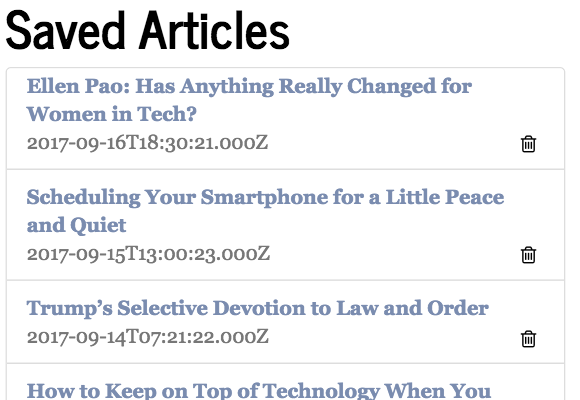 Saved Articles
Ellen Pao: Has Anything Really Changed for
Women in Tech?
2017-09-16T18:30:21.000Z
Scheduling Your Smartphone for a Little Peace
and Quiet
2017-09-15T13:00:23.000Z
Trump’s Selective Devotion to Law and Order
2017-09-14T07:21:22.000Z
How to Keep on Top of Technology When You